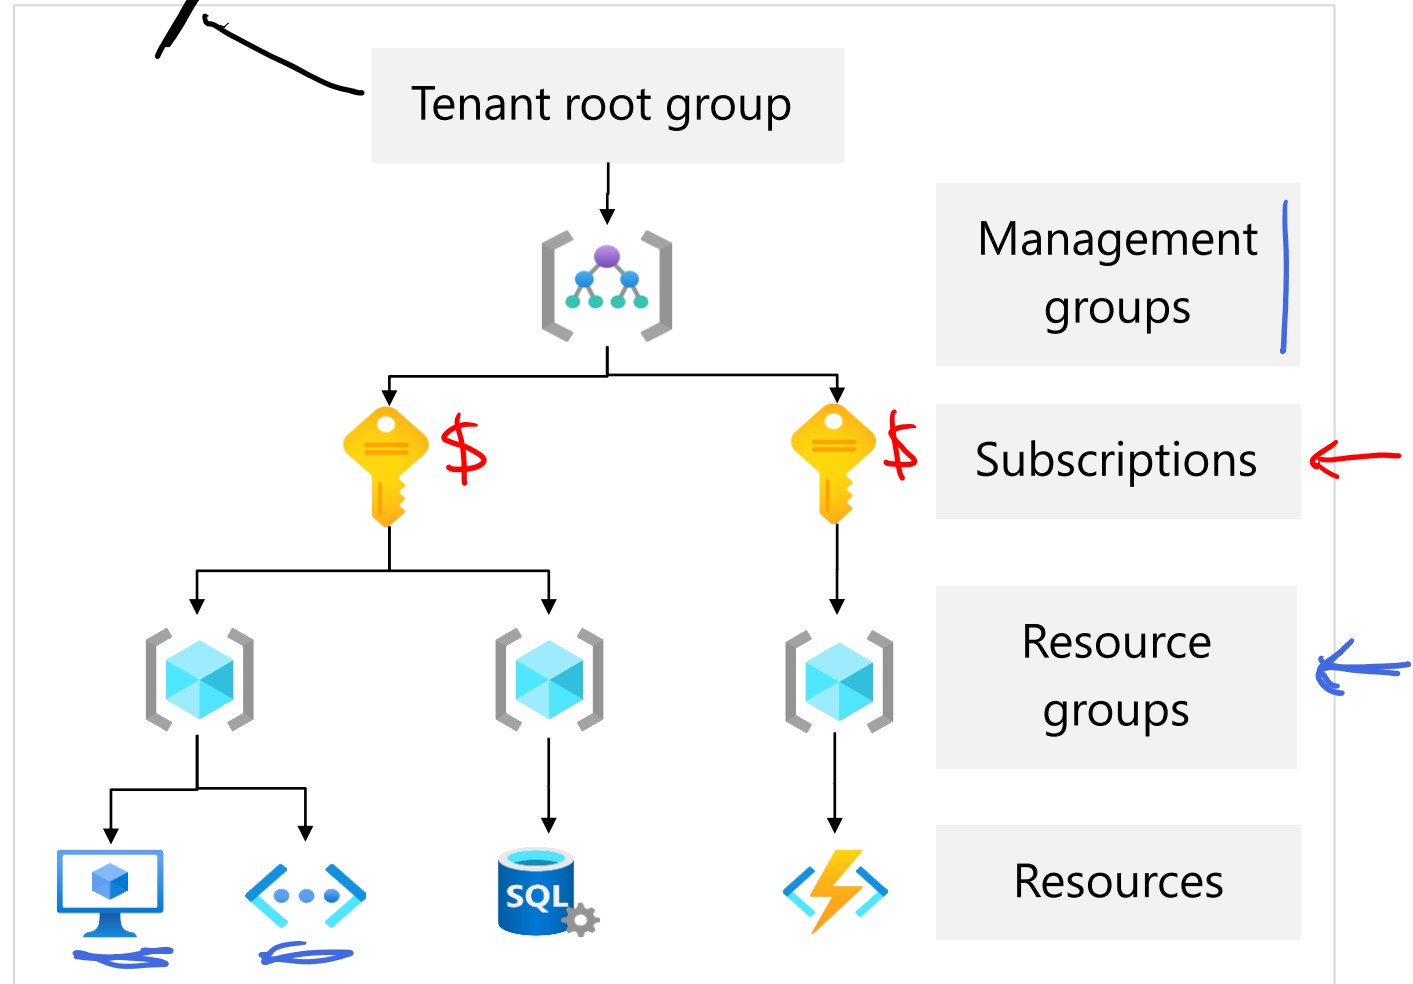 Tenant root group
Management
groups
$
$
Subscriptions
Resource
groups
SQL
Resources